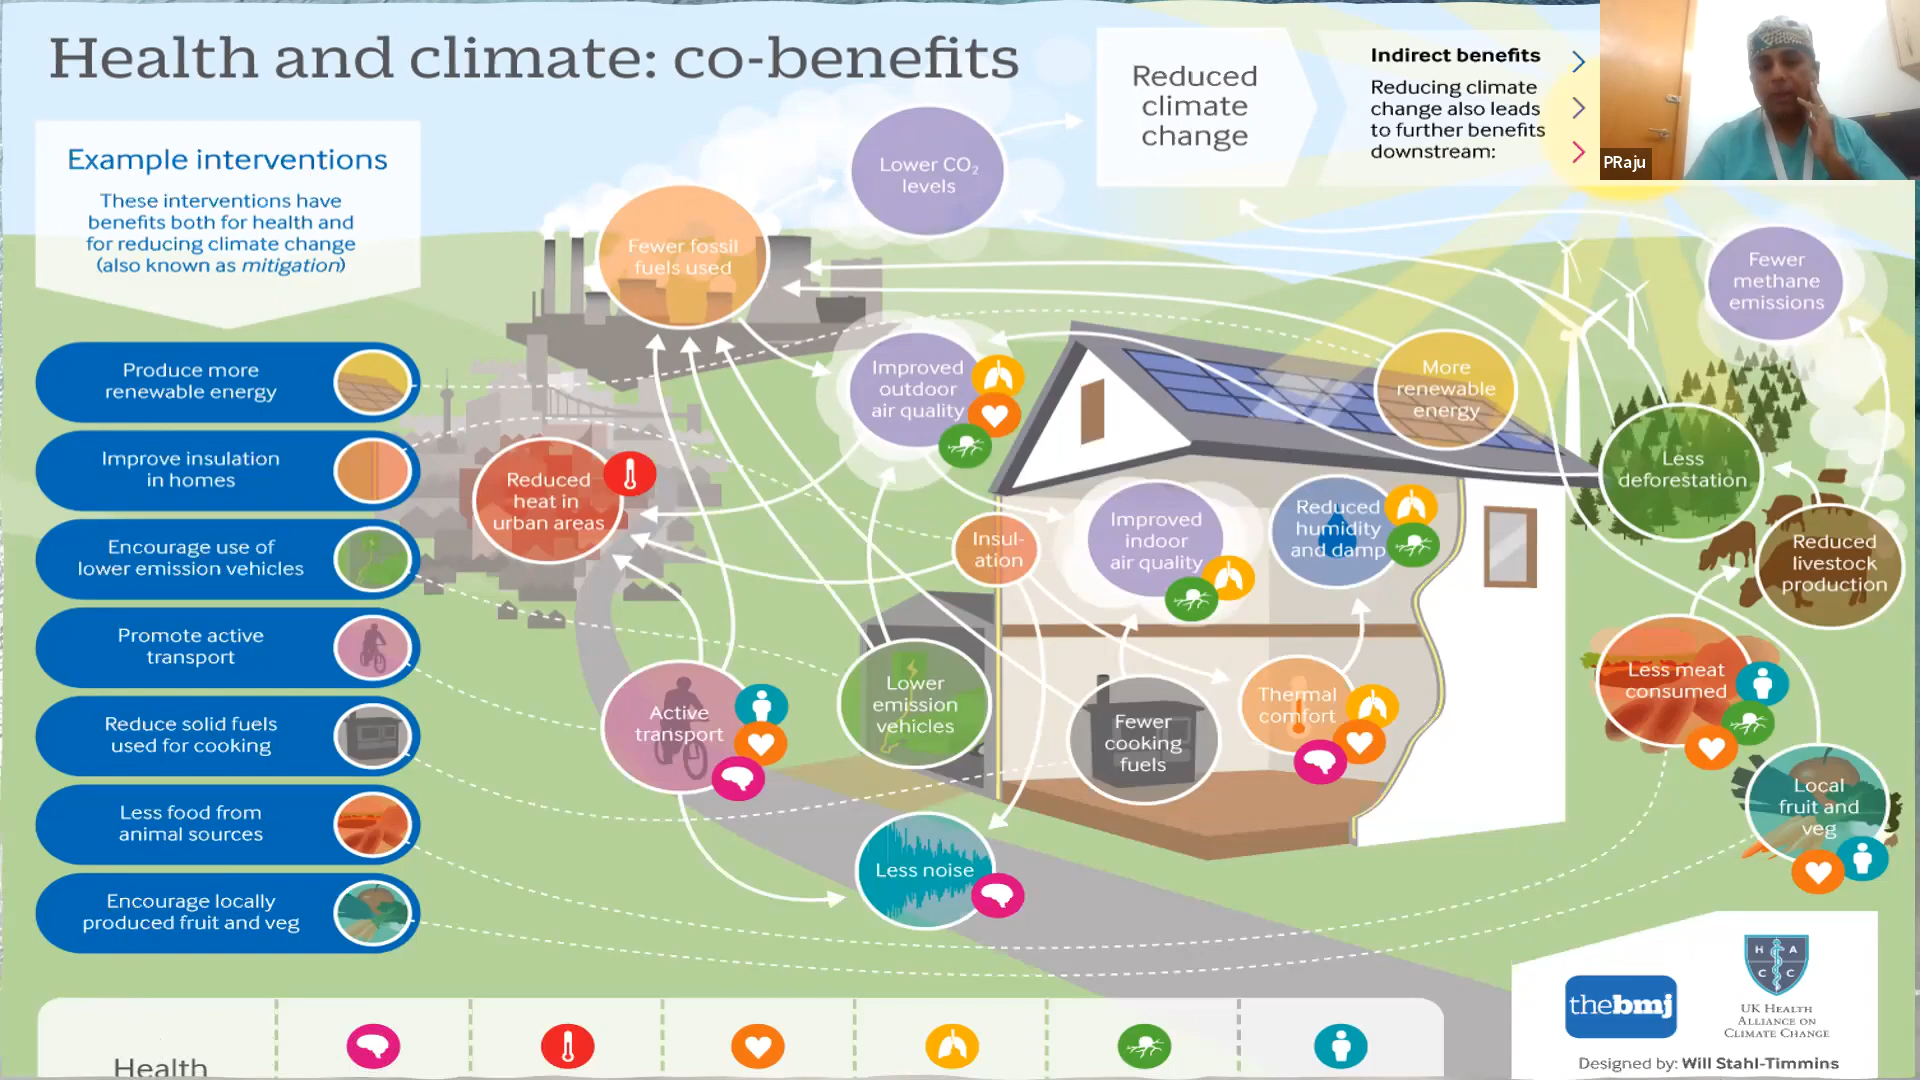 Health and climate: co-benefits
Reduced
climate
change
Indirect benefits
Reducing climate
change also leads
to further benefits
downstream:
PRaju
Example interventions
These interventions have
benefits both for health and
for reducing climate change
(also known as mitigation)
Produce more
renewable energy
Improve insulation
in homes
Encourage use of
lower emission vehicles
Promote active
transport
Reduce solid fuels
used for cooking
Less food from
animal sources
Encourage locally
produced fruit and veg
Lower CO₂
levels
Fewer fossil
fuels used
Fewer
methane
emissions
Improved
outdoor
air quality
More
renewable
energy
Reduced
heat in
urban areas
Less
deforestation
Insul-
ation
Improved
indoor
air quality
Reduced
humidity
and damp
Reduced
livestock
production
Active
transport
Lower
emission
vehicles
Fewer
cooking
fuels
Thermal
comfort
Less meat
consumed
Local
fruit and
veg
Less noise
Health
thebmj
H A
C C
UK Health
Alliance on
Climate Change
Designed by: Will Stahl-Timmins